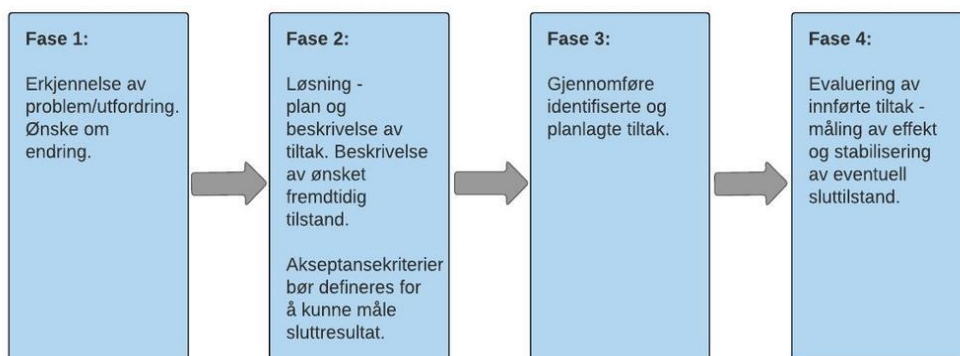 Fase 1:
Erkjennelse av
problem/utfordring.
Ønske om
endring.
Fase 2:
Løsning -
plan og
beskrivelse av
tiltak. Beskrivelse
av ønsket
fremdtidig
tilstand.
Akseptansekriterier
bør defineres for
å kunne måle
sluttresultat.
Fase 3:
Gjennomføre
identifiserte og
planlagte tiltak.
Fase 4:
Evaluering av
innførte tiltak -
måling av effekt
og stabilisering
av eventuell
sluttilstand.